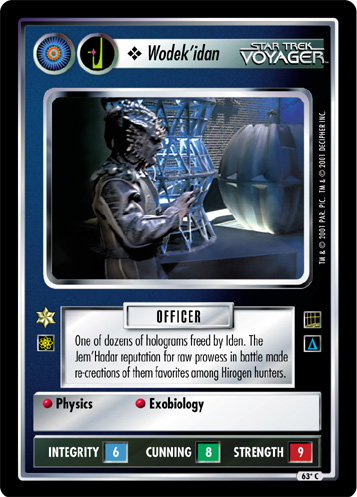 ❖ Wodek'idan
STAR TREK
VOYAGER™
TM & © 2001 PAR. PIC. TM & © 2001 DECIPHER INC.
OFFICER
One of dozens of holograms freed by Iden. The
Jem'Hadar reputation for raw prowess in battle made
re-creations of them favorites among Hirogen hunters.
Physics
Exobiology
INTEGRITY 6 CUNNING 8 STRENGTH 9
63* C